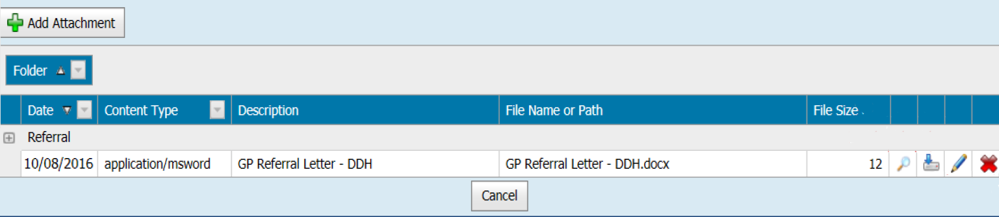 Add Attachment
Folder
Date Content Type Description File Name or Path File Size
Referral
10/08/2016 application/msword GP Referral Letter - DDH GP Referral Letter - DDH.docx 12
Cancel